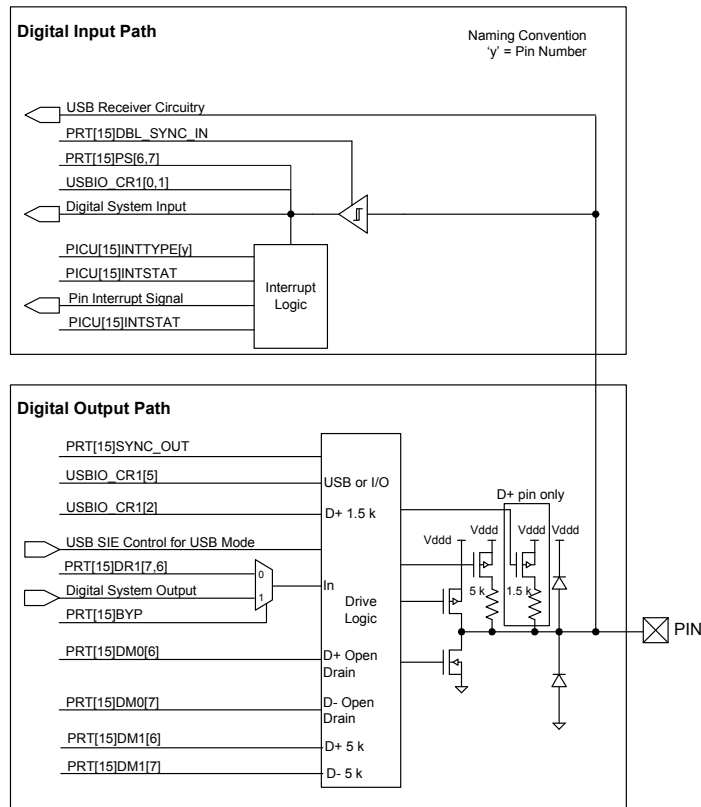 Digital Input Path
Naming Convention
'y' = Pin Number
USB Receiver Circuitry
PRT[15]DBL_SYNC_IN
PRT[15]PS[6,7]
USBIO_CR1[0,1]
Digital System Input
PICU[15]INTTYPE[y]
PICU[15]INTSTAT
Pin Interrupt Signal
PICU[15]INTSTAT
Interrupt
Logic
Digital Output Path
PRT[15]SYNC_OUT
USBIO_CR1[5]
USB or I/O
USBIO_CR1[2]
D+ 1.5 k
D+ pin only
Vddd
Vddd
Vddd
Vddd
USB SIE Control for USB Mode
PRT[15]DR1[7,6]
0
Digital System Output
1
PRT[15]BYP
In
Drive
Logic
5 k
1.5 k
PIN
PRT[15]DM0[6]
D+ Open
Drain
PRT[15]DM0[7]
D- Open
Drain
PRT[15]DM1[6]
D+ 5 k
PRT[15]DM1[7]
D- 5 k